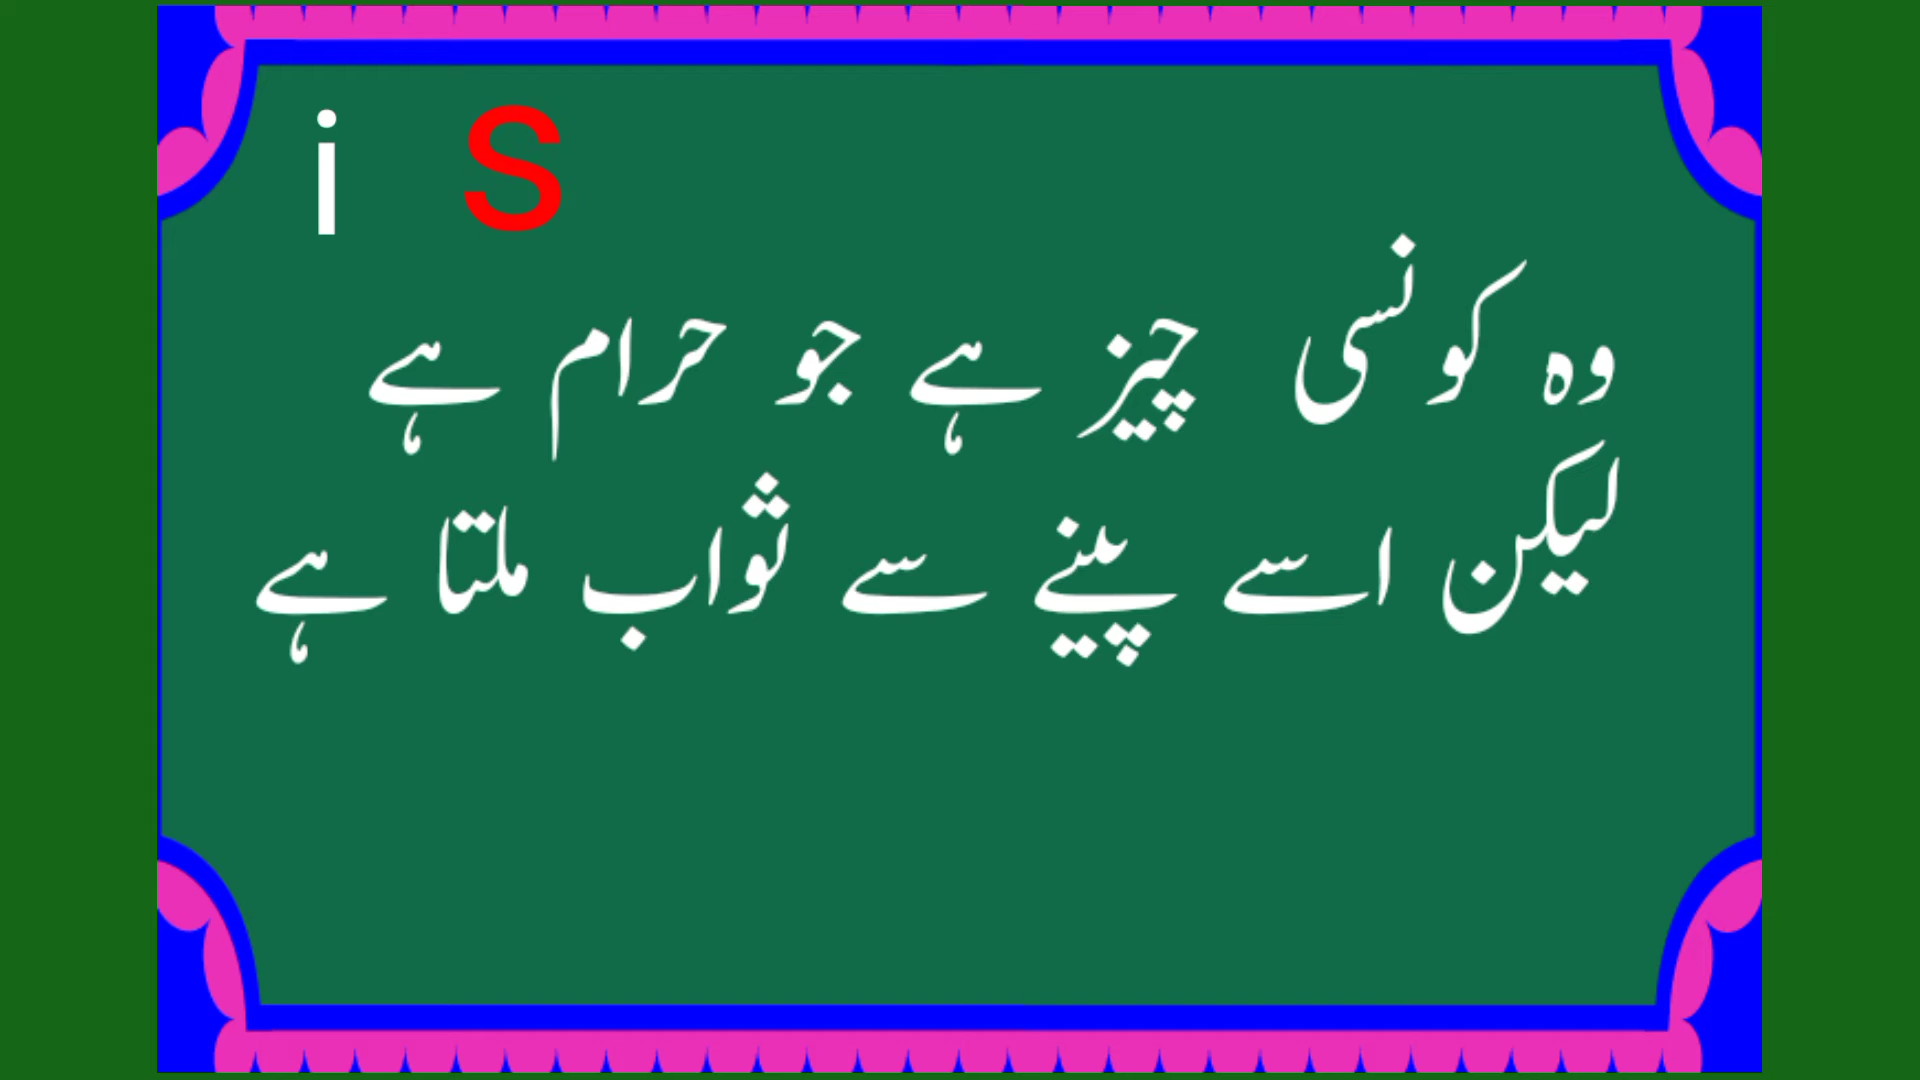 i S
وہ کونسی چیز ہے جو حرام ہے
لیکن اسے پینے سے ثواب ملتا ہے